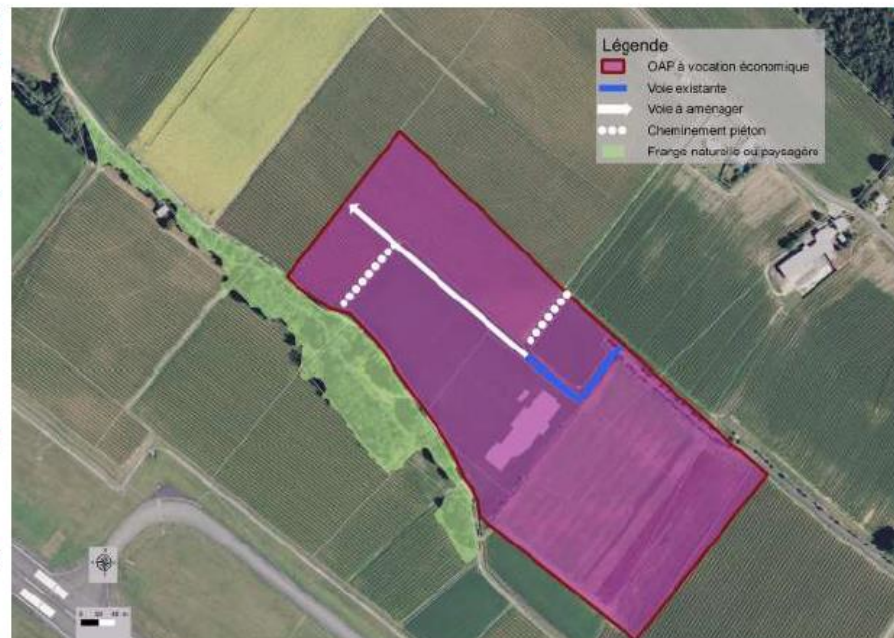 Légende
OAP à vocation économique
Voie existante
Voie à aménager
Cheminement piéton
Frange naturelle ou paysagère